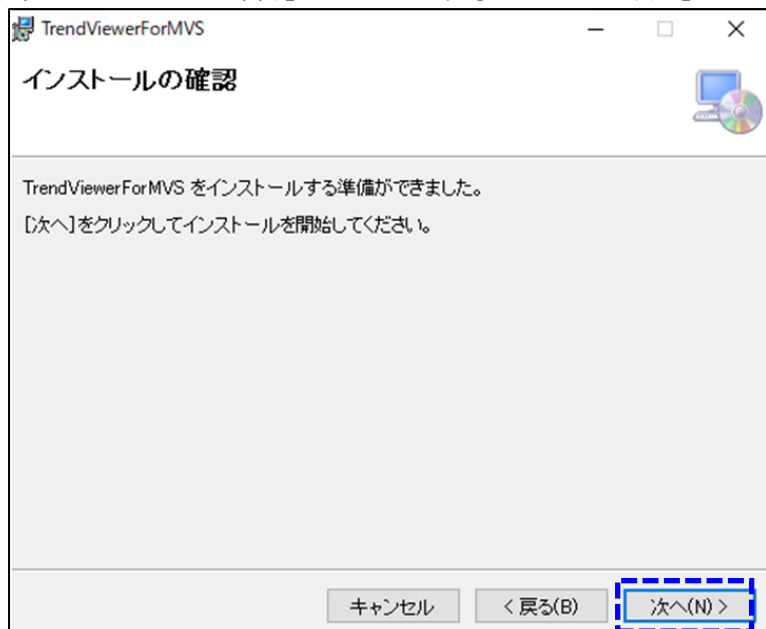 TrendViewerForMVS
インストールの確認
TrendViewerForMVS をインストールする準備ができました。
[次へ]をクリックしてインストールを開始してください。
キャンセル
< 戻る(B)
次へ(N) >